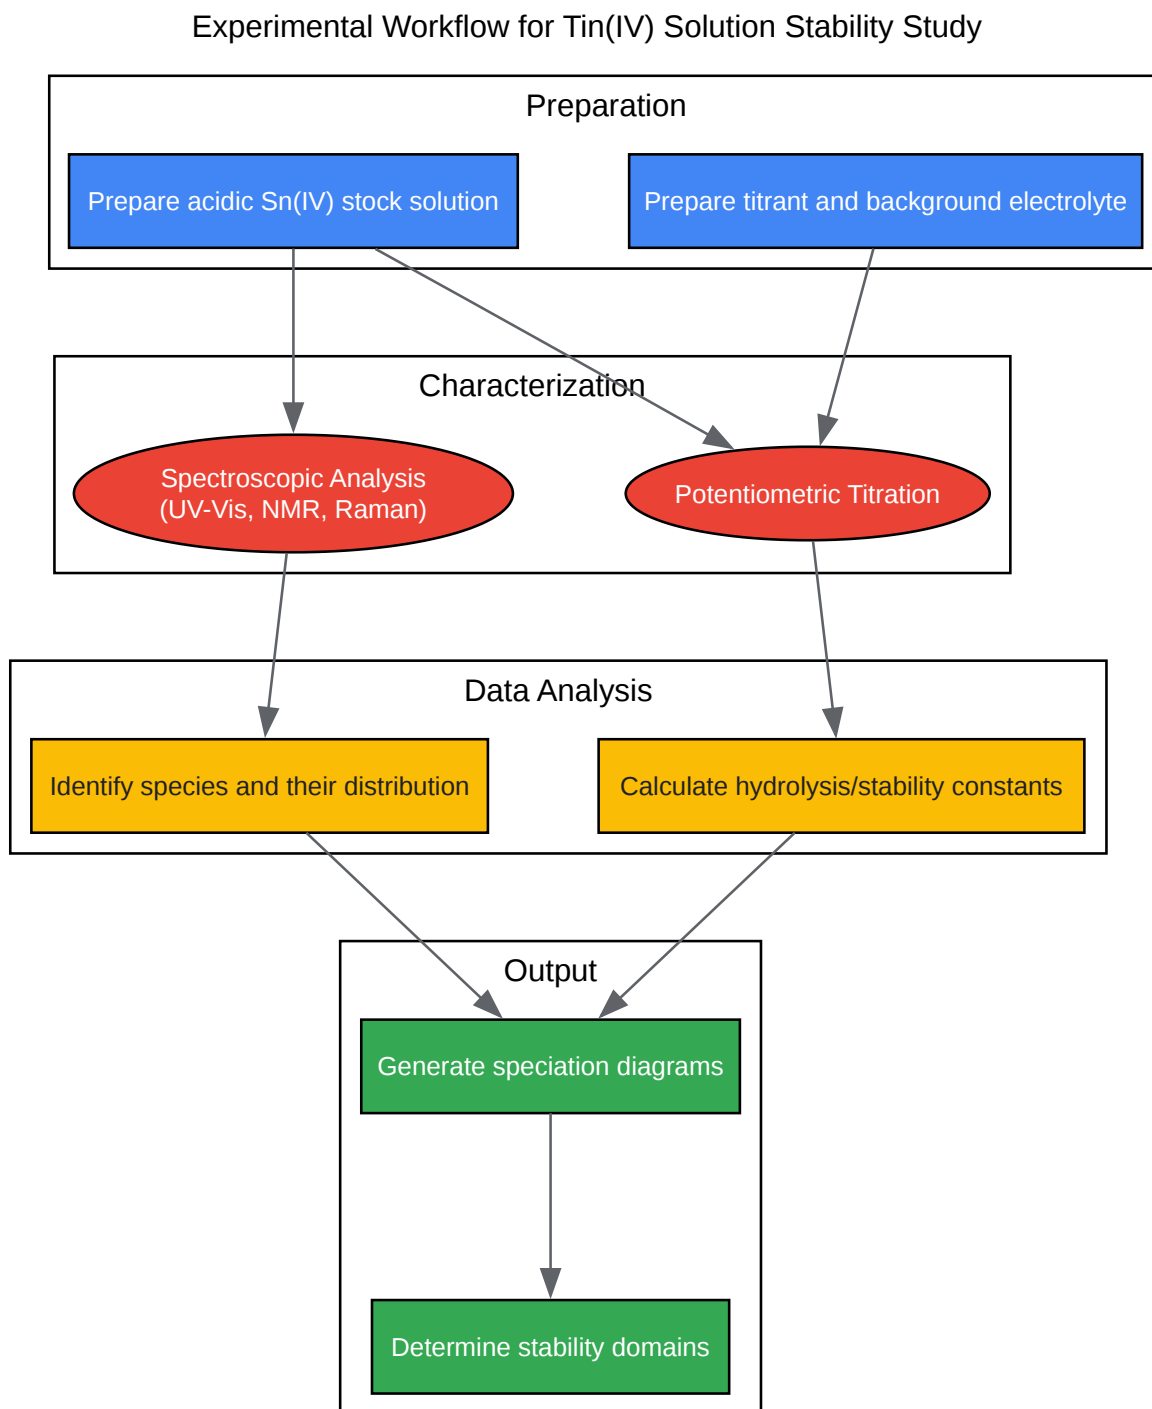 Experimental Workflow for Tin(IV) Solution Stability Study
Preparation
Prepare acidic Sn(IV) stock solution
Prepare titrant and background electrolyte
Characterization
Spectroscopic Analysis
(UV-Vis, NMR, Raman)
Potentiometric Titration
Data Analysis
Identify species and their distribution
Calculate hydrolysis/stability constants
Output
Generate speciation diagrams
Determine stability domains